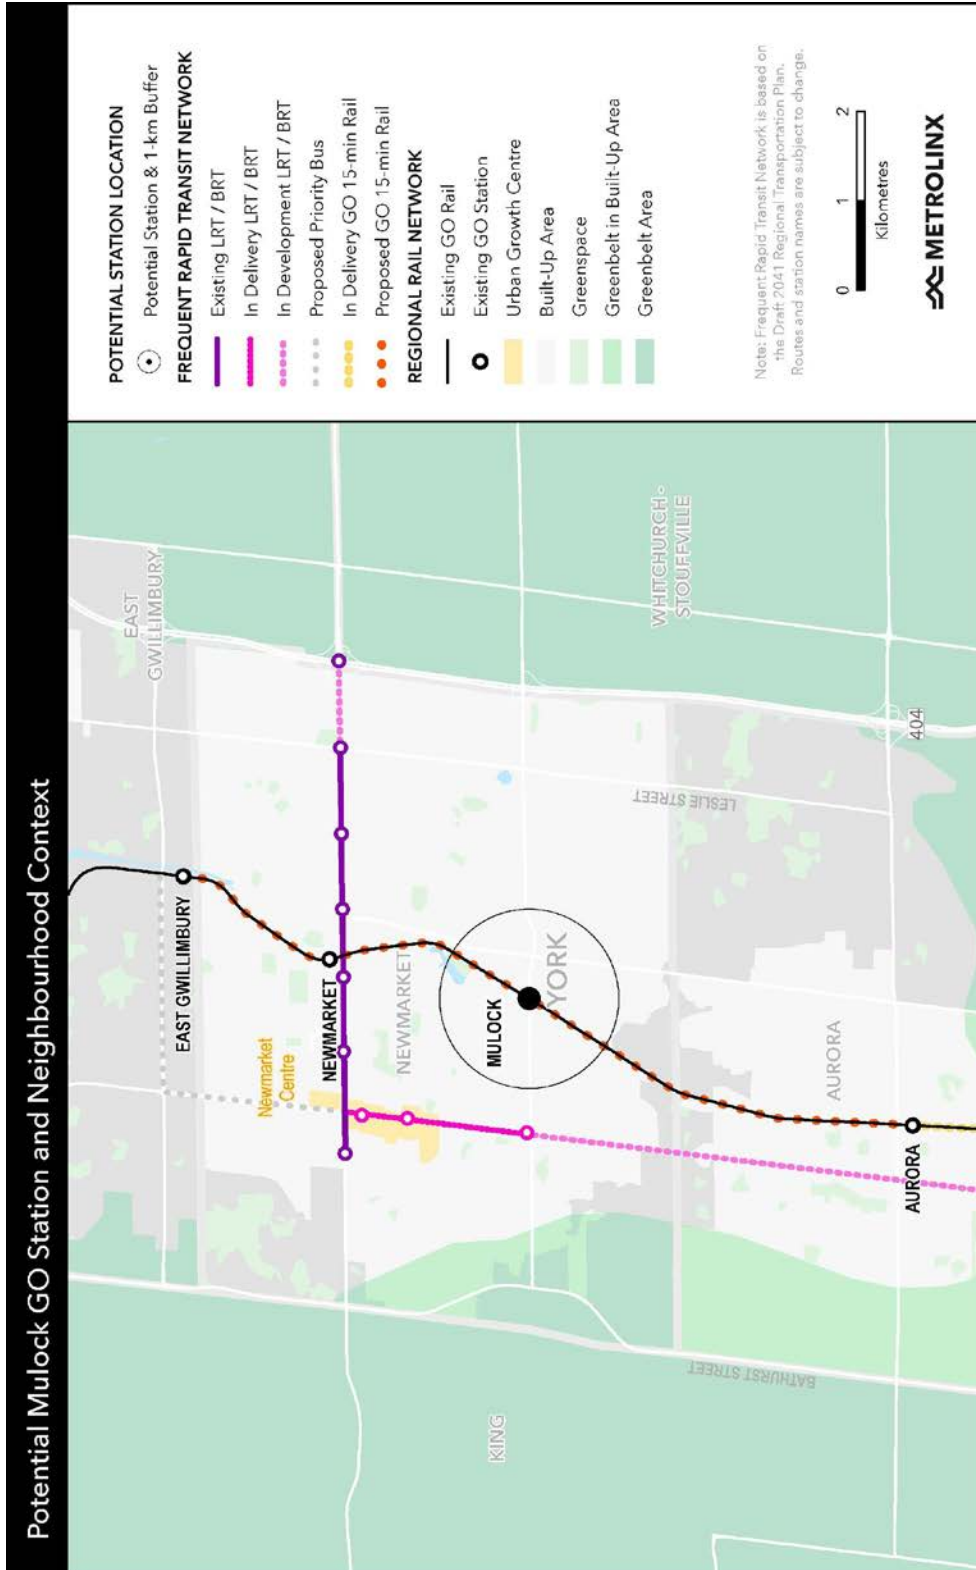 Potential Mulock GO Station and Neighbourhood Context
EAST
GWILLIMBURY
EAST GWILLIMBURY
Newmarket
Centre
NEWMARKET
NEWMARKET
MULOCK
YORK
LESLIE STREET
WHITCHURCH -
STOUFFVILLE
KING
BATHURST STREET
AURORA
404
AURORA
POTENTIAL STATION LOCATION
Potential Station & 1-km Buffer
FREQUENT RAPID TRANSIT NETWORK
Existing LRT / BRT
In Delivery LRT / BRT
In Development LRT / BRT
Proposed Priority Bus
In Delivery GO 15-min Rail
Proposed GO 15-min Rail
REGIONAL RAIL NETWORK
Existing GO Rail
Existing GO Station
Urban Growth Centre
Built-Up Area
Greenspace
Greenbelt in Built-Up Area
Greenbelt Area
Note: Frequent Rapid Transit Network is based on
the Draft 2041 Regional Transportation Plan.
Routes and station names are subject to change.
0 1 2
Kilometres
METROLINX